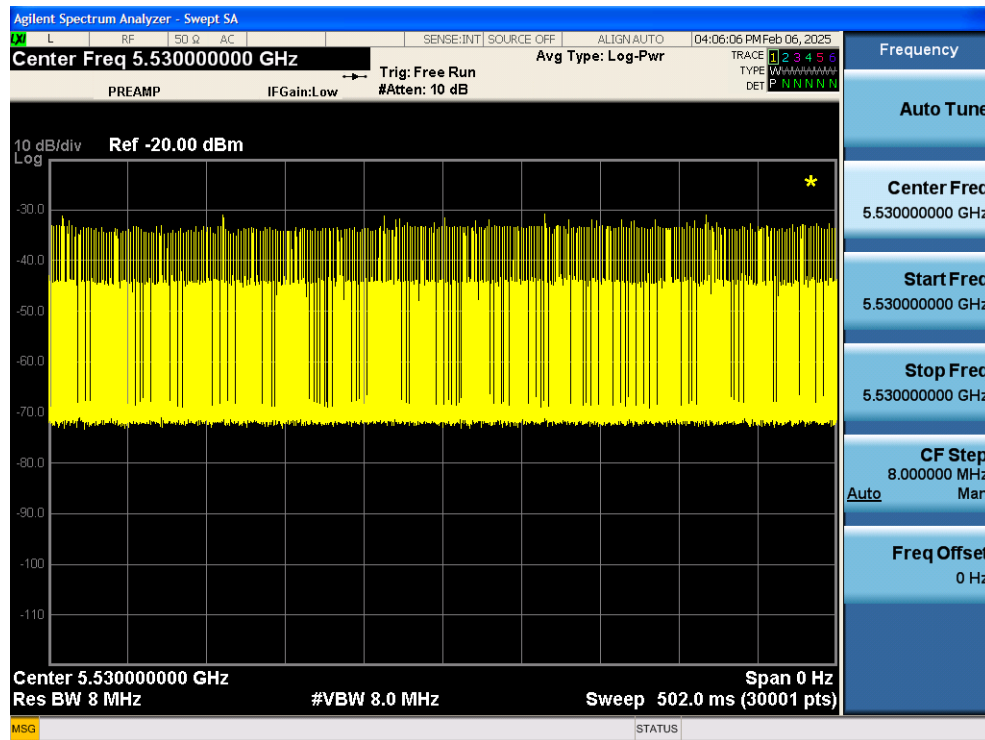 Agilent Spectrum Analyzer - Swept SA
LXI L RF 50 Ω AC SENSE:INT SOURCE OFF ALIGN AUTO 04:06:06 PM Feb 06, 2025
Center Freq 5.530000000 GHz
Avg Type: Log-Pwr
TRACE 1 2 3 4 5 6
Trig: Free Run
TYPE W
PREAMP IFGain:Low #Atten: 10 dB
DET P N N N N N
10 dB/div Ref -20.00 dBm
Log
*
-30.0
-40.0
-50.0
-60.0
-70.0
-80.0
-90.0
-100
-110
Center 5.530000000 GHz Span 0 Hz
Res BW 8 MHz #VBW 8.0 MHz Sweep 502.0 ms (30001 pts)
MSG STATUS
Frequency
Auto Tune
Center Freq
5.530000000 GHz
Start Freq
5.530000000 GHz
Stop Freq
5.530000000 GHz
CF Step
8.000000 MHz
Auto Man
Freq Offset
0 Hz